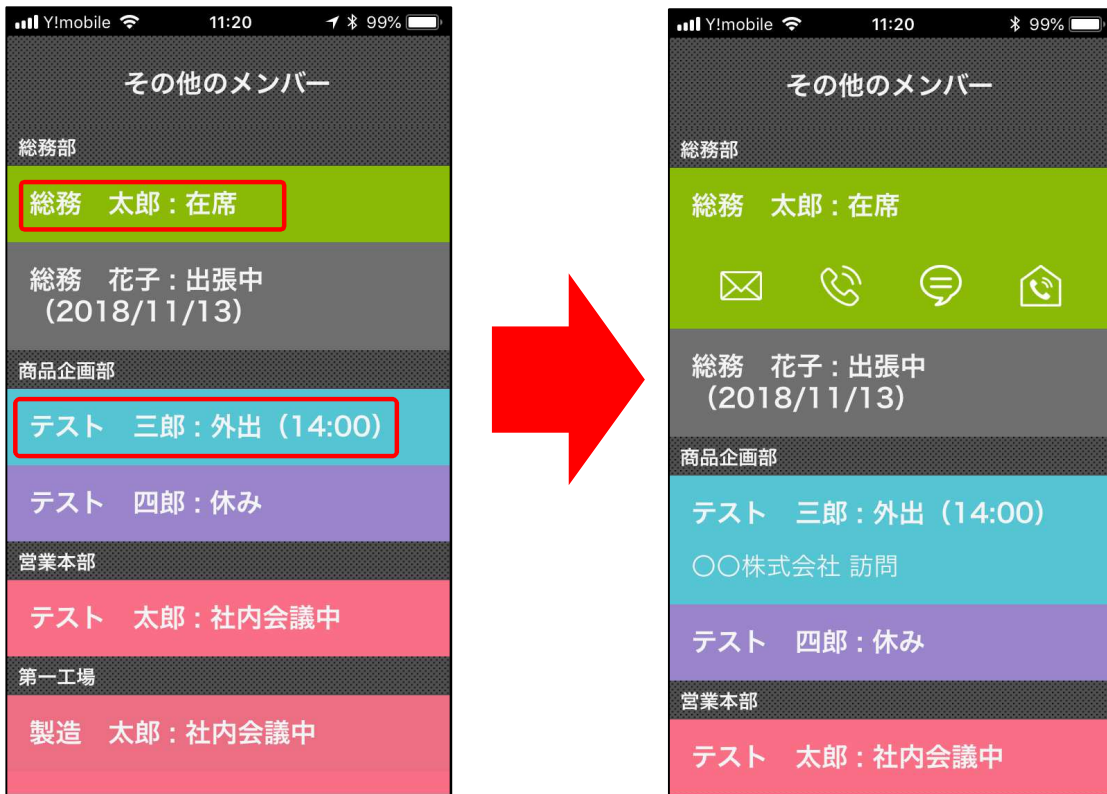 Y!mobile 11:20 99%
その他のメンバー
総務部
総務　太郎：在席
総務　花子：出張中
（2018/11/13）
商品企画部
テスト　三郎：外出（14:00）
テスト　四郎：休み
営業本部
テスト　太郎：社内会議中
第一工場
製造　太郎：社内会議中
Y!mobile 11:20 99%
その他のメンバー
総務部
総務　太郎：在席
総務　花子：出張中
（2018/11/13）
商品企画部
テスト　三郎：外出（14:00）
〇〇株式会社 訪問
テスト　四郎：休み
営業本部
テスト　太郎：社内会議中